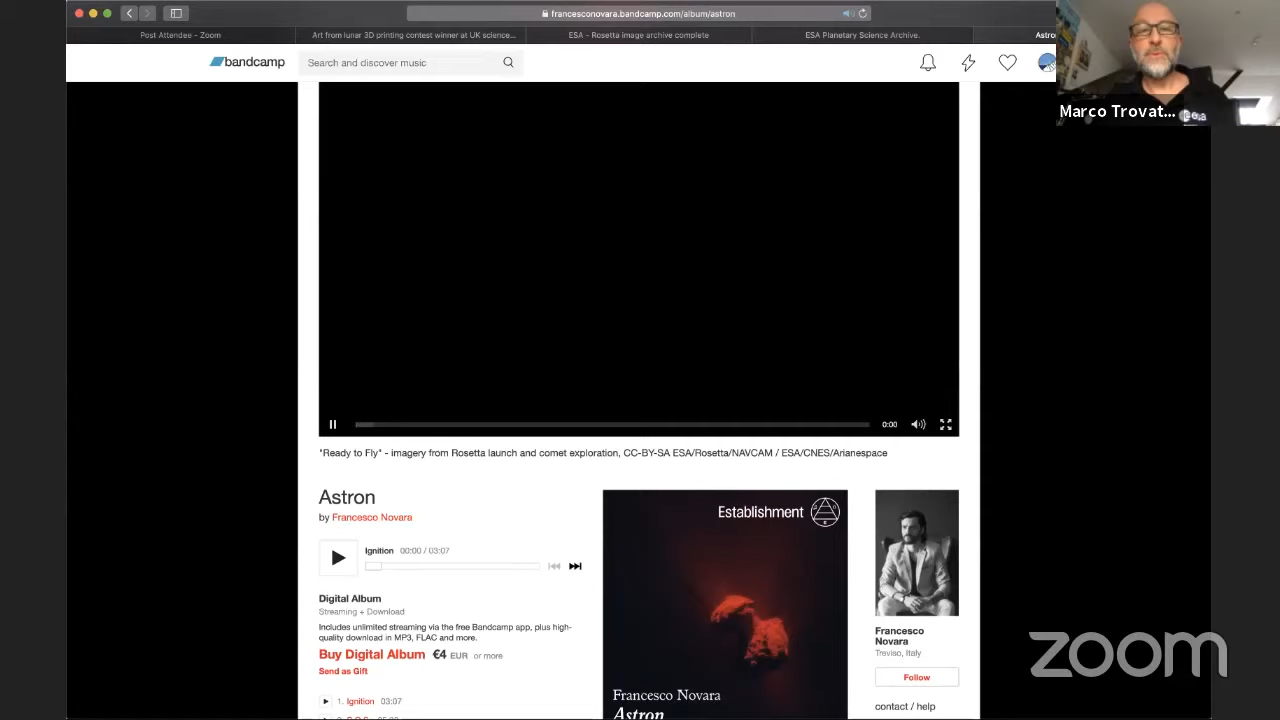 francesconovara.bandcamp.com/album/astron
Post Attendee – Zoom
Art from lunar 3D printing contest winner at UK science...
ESA – Rosetta image archive complete
ESA Planetary Science Archive.
Astro
bandcamp
Search and discover music
Marco Trovat...
esa
0:00
"Ready to Fly" - imagery from Rosetta launch and comet exploration, CC-BY-SA ESA/Rosetta/NAVCAM / ESA/CNES/Arianespace
Astron
by Francesco Novara
Ignition 00:00 / 03:07
Digital Album
Streaming + Download
Includes unlimited streaming via the free Bandcamp app, plus high-
quality download in MP3, FLAC and more.
Buy Digital Album €4 EUR or more
Send as Gift
1. Ignition 03:07
Establishment
Francesco Novara
Astron
Francesco
Novara
Treviso, Italy
Follow
contact / help
zoom